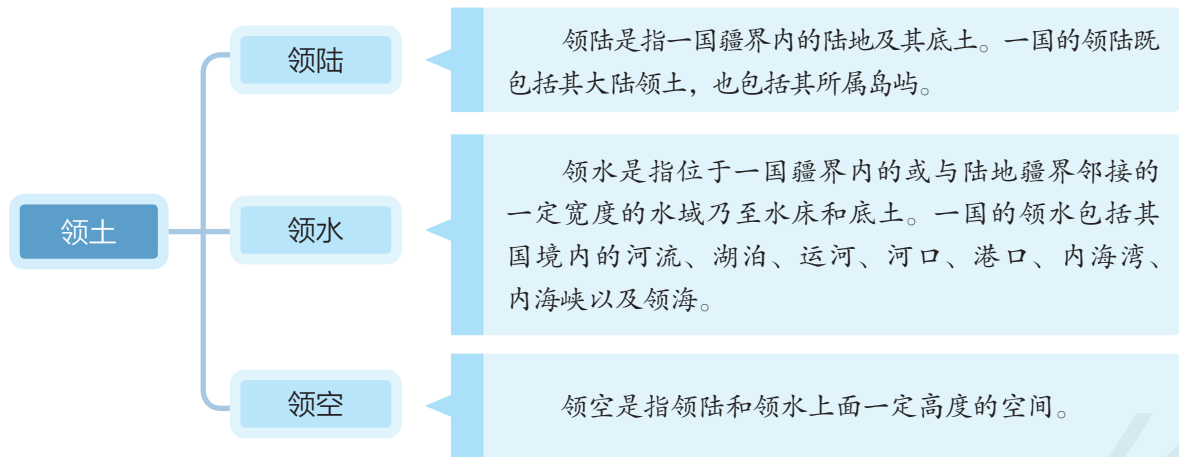 领陆
领陆是指一国疆界内的陆地及其底土。一国的领陆既
包括其大陆领土，也包括其所属岛屿。
领土
领水
领水是指位于一国疆界内的或与陆地疆界邻接的
一定宽度的水域乃至水床和底土。一国的领水包括其
国境内的河流、湖泊、运河、河口、港口、内海湾、
内海峡以及领海。
领空
领空是指领陆和领水上面一定高度的空间。